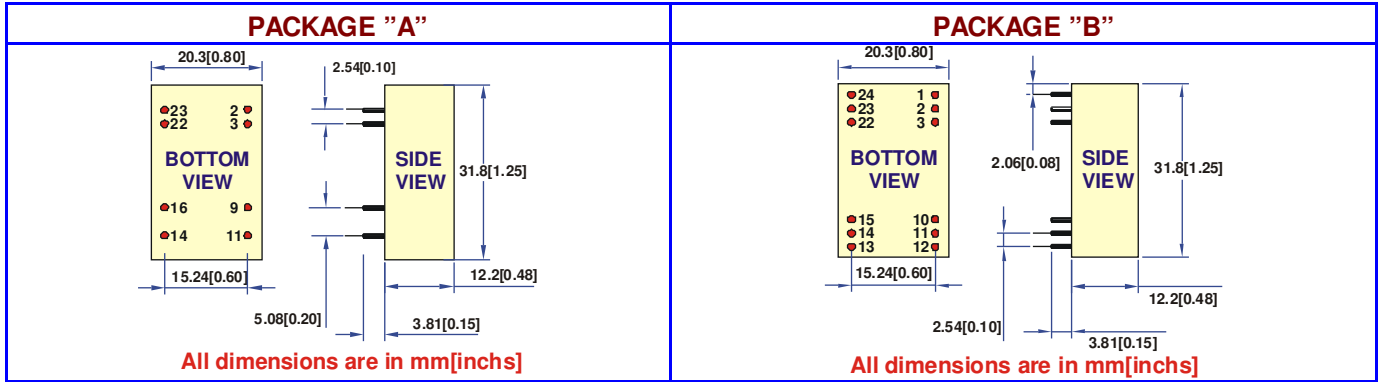 PACKAGE ”A”
20.3[0.80]
2.54[0.10]
23 2
22 3
BOTTOM
VIEW
SIDE
VIEW
31.8[1.25]
16 9
14 11
15.24[0.60]
12.2[0.48]
5.08[0.20]
3.81[0.15]
All dimensions are in mm[inchs]
PACKAGE ”B”
20.3[0.80]
24 1
23 2
22 3
2.06[0.08]
BOTTOM
VIEW
SIDE
VIEW
31.8[1.25]
15 10
14 11
13 12
15.24[0.60]
12.2[0.48]
2.54[0.10]
3.81[0.15]
All dimensions are in mm[inchs]